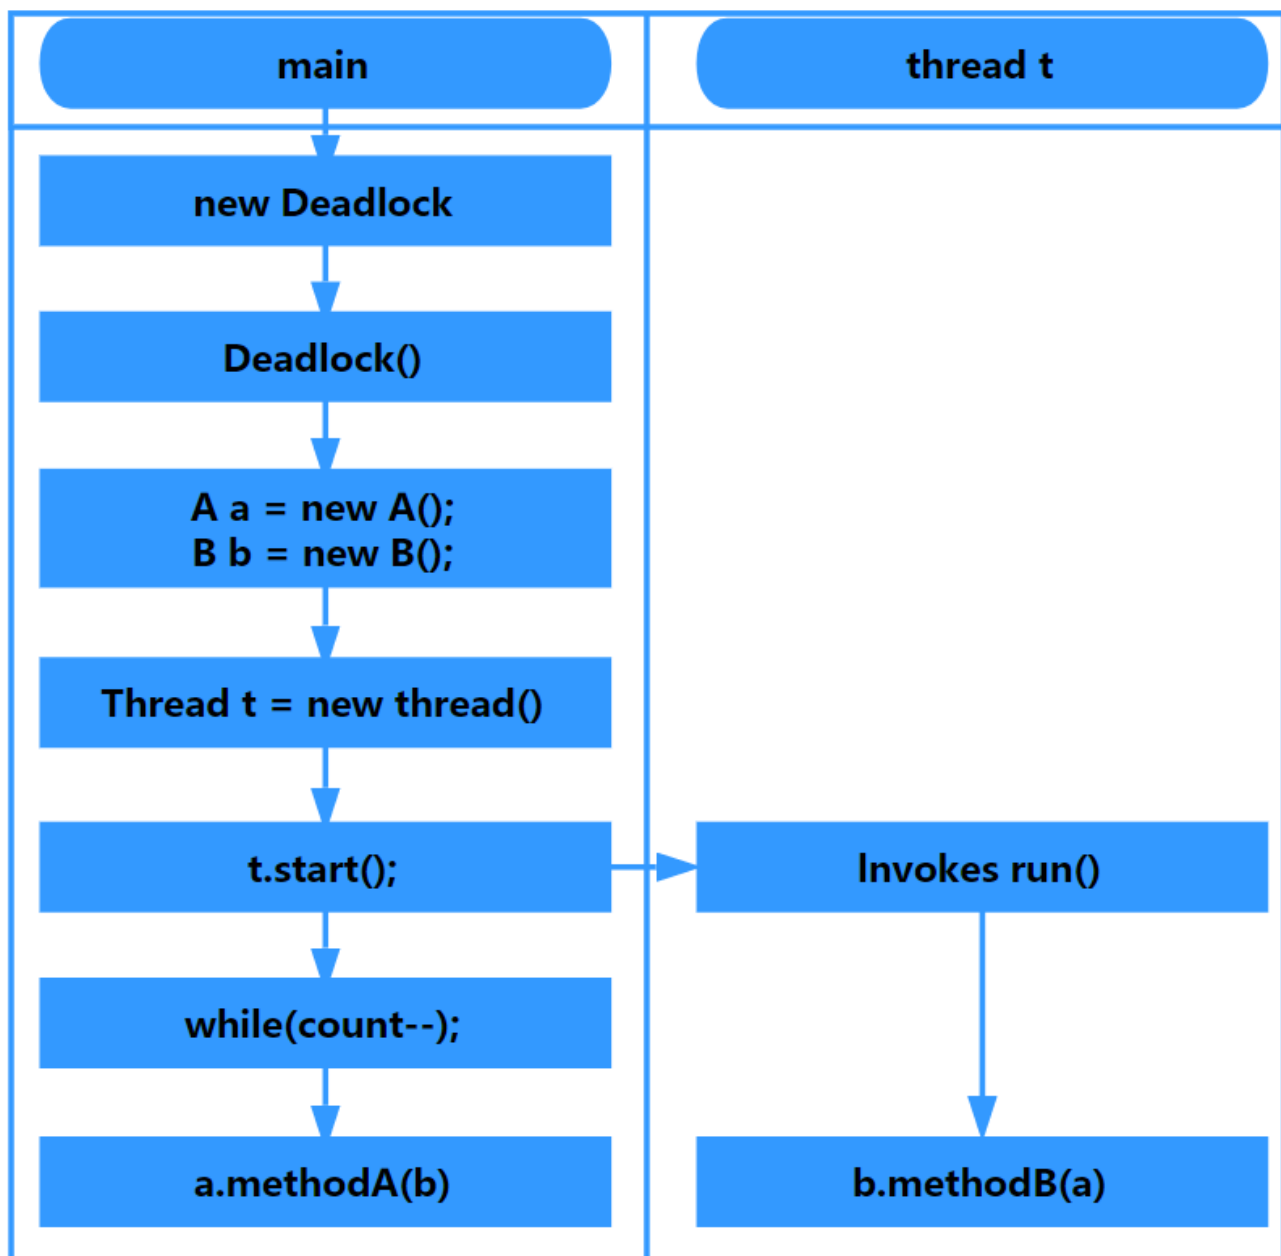 main
thread t
new Deadlock
Deadlock()
A a = new A();
B b = new B();
Thread t = new thread()
t.start();
Invokes run()
while(count--);
a.methodA(b)
b.methodB(a)